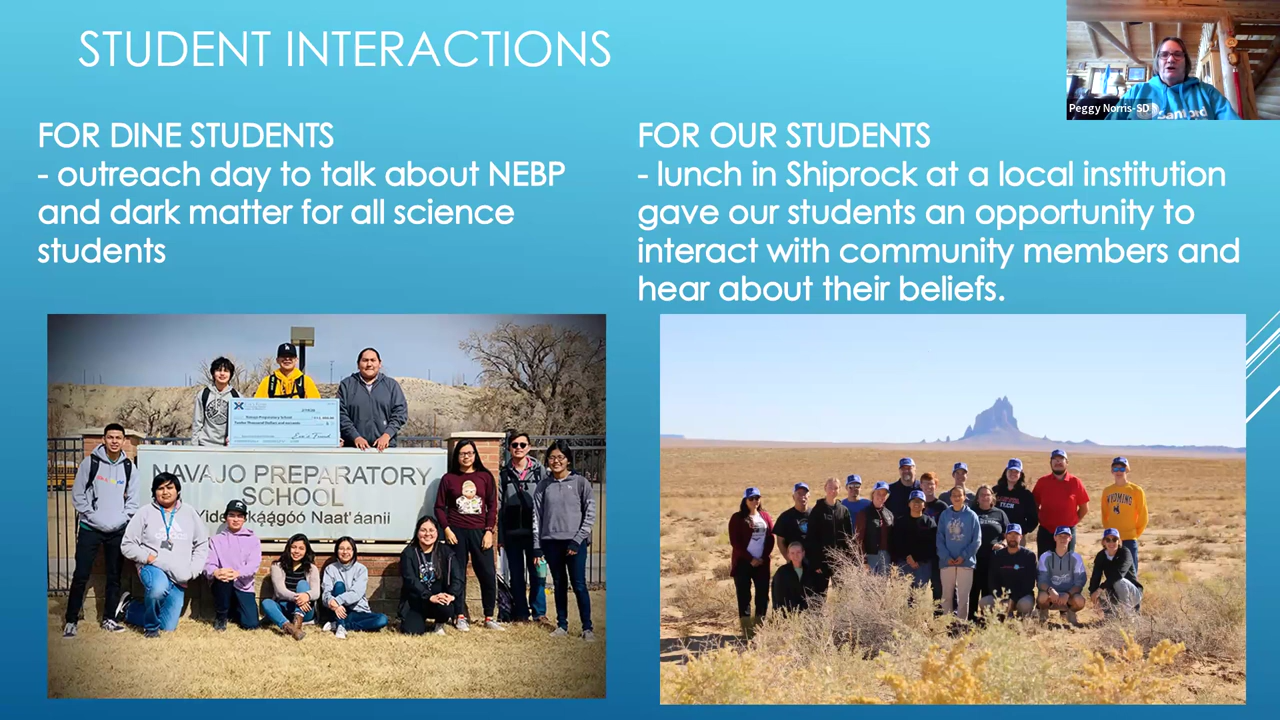 STUDENT INTERACTIONS
Peggy Norris-SD
FOR DINE STUDENTS
- outreach day to talk about NEBP
and dark matter for all science
students
FOR OUR STUDENTS
- lunch in Shiprock at a local institution
gave our students an opportunity to
interact with community members and
hear about their beliefs.
NAVAJO PREPARATORY
SCHOOL
Naat'áanii
WYOMING